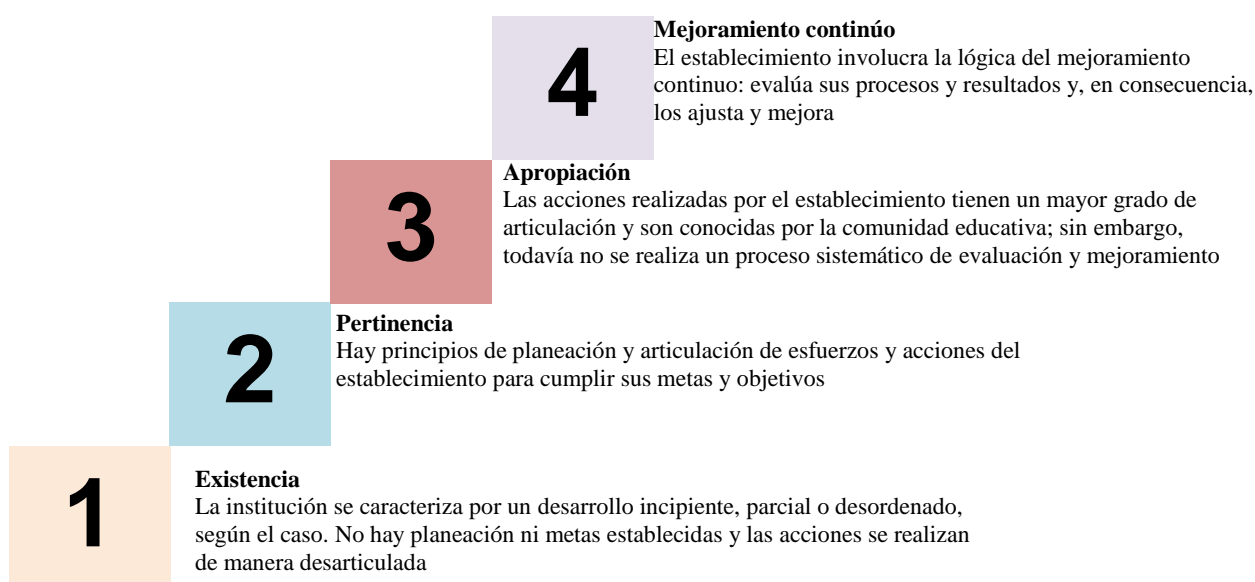 4
Mejoramiento continúo
El establecimiento involucra la lógica del mejoramiento
continuo: evalúa sus procesos y resultados y, en consecuencia,
los ajusta y mejora
3
Apropiación
Las acciones realizadas por el establecimiento tienen un mayor grado de
articulación y son conocidas por la comunidad educativa; sin embargo,
todavía no se realiza un proceso sistemático de evaluación y mejoramiento
2
Pertinencia
Hay principios de planeación y articulación de esfuerzos y acciones del
establecimiento para cumplir sus metas y objetivos
1
Existencia
La institución se caracteriza por un desarrollo incipiente, parcial o desordenado,
según el caso. No hay planeación ni metas establecidas y las acciones se realizan
de manera desarticulada